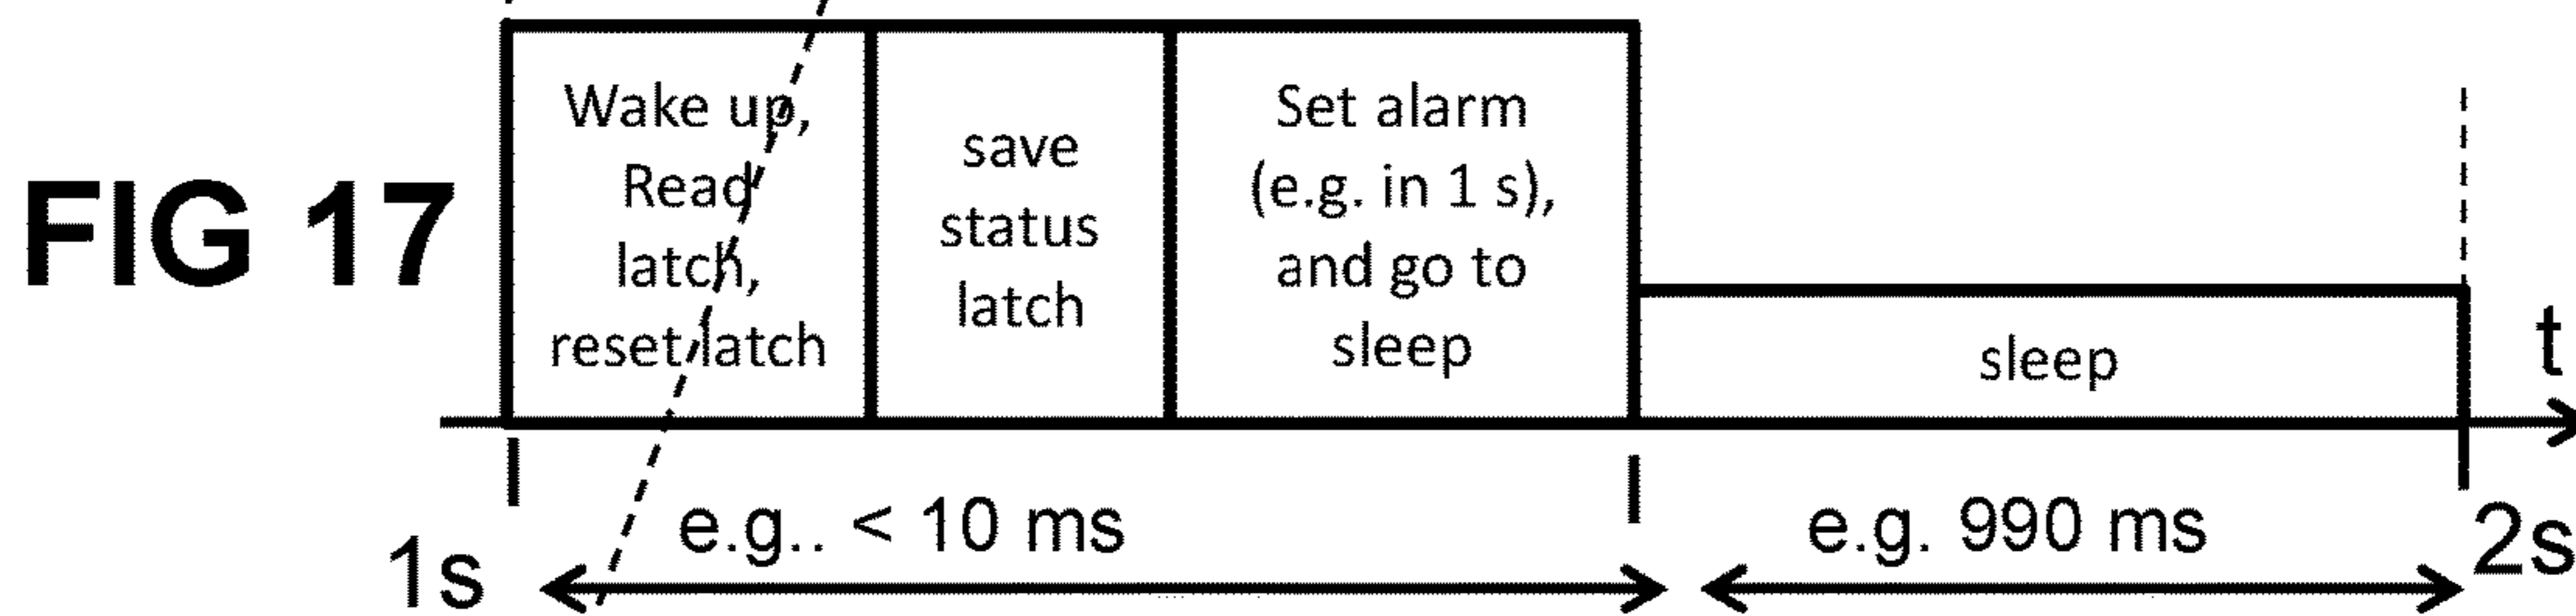 FIG 17
Wake up,
Read
latch,
reset latch
save
status
latch
Set alarm
(e.g. in 1 s),
and go to
sleep
sleep
t
1s
e.g.. < 10 ms
e.g. 990 ms
2s